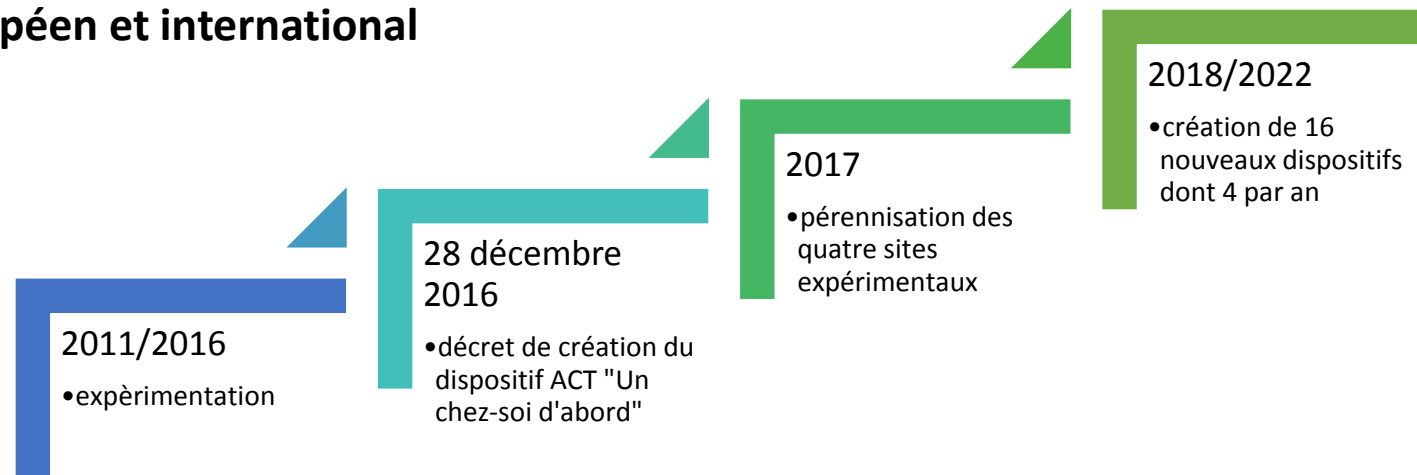 péen et international
2011/2016
•expèrimentation
28 décembre
2016
•décret de création du
dispositif ACT "Un
chez-soi d'abord"
2017
•pérennisation des
quatre sites
expérimentaux
2018/2022
•création de 16
nouveaux dispositifs
dont 4 par an